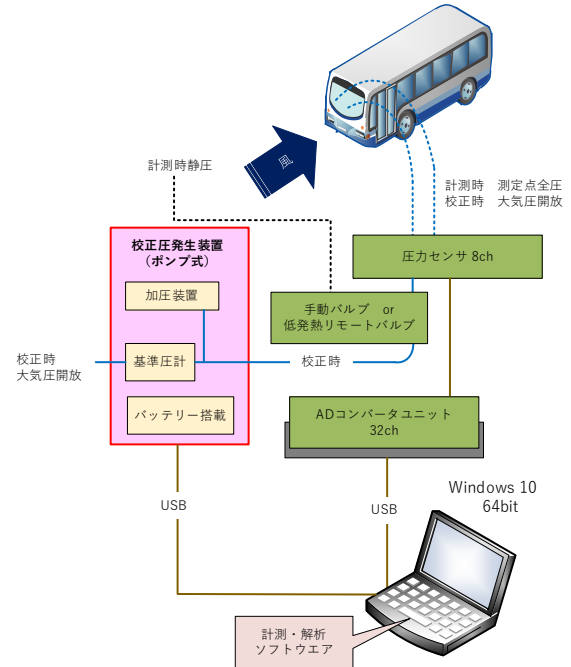 風
計測時静圧
計測時　測定点全圧
校正時　大気圧開放
校正圧発生装置
（ポンプ式）
圧力センサ 8ch
加圧装置
手動バルブ　or
低発熱リモートバルブ
校正時
大気圧開放
基準圧計
校正時
バッテリー搭載
ADコンバータユニット
32ch
USB
USB
Windows 10
64bit
計測・解析
ソフトウエア